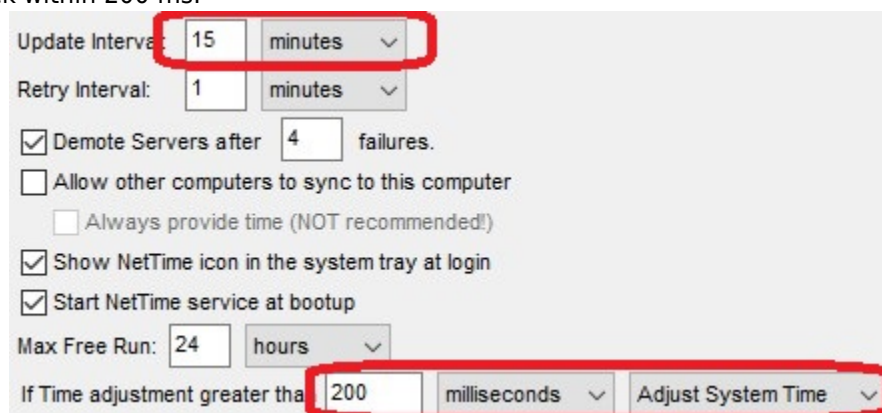 within 200 ms.
Update Interva: 15 minutes
Retry Interval: 1 minutes
Demote Servers after 4 failures.
Allow other computers to sync to this computer
Always provide time (NOT recommended!)
Show NetTime icon in the system tray at login
Start NetTime service at bootup
Max Free Run: 24 hours
If Time adjustment greater tha 200 milliseconds Adjust System Time